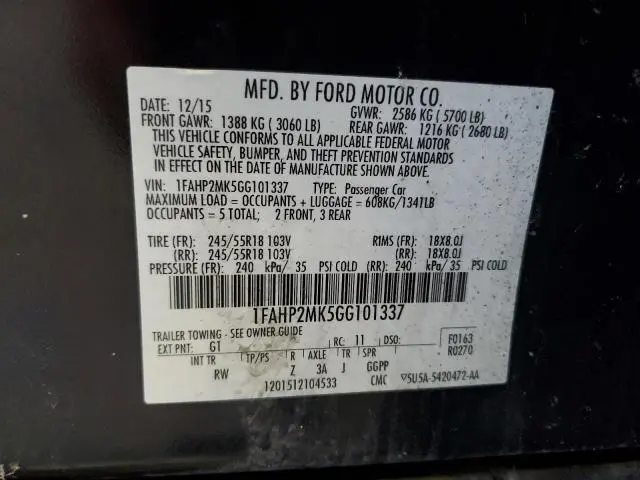 MFD. BY FORD MOTOR CO.
DATE: 12/15 GVWR: 2586 KG ( 5700 LB)
FRONT GAWR: 1388 KG ( 3060 LB) REAR GAWR: 1216 KG ( 2680 LB)
THIS VEHICLE CONFORMS TO ALL APPLICABLE FEDERAL MOTOR
VEHICLE SAFETY, BUMPER, AND THEFT PREVENTION STANDARDS
IN EFFECT ON THE DATE OF MANUFACTURE SHOWN ABOVE.
VIN: 1FAHP2MK5GG101337 TYPE: Passenger Car
MAXIMUM LOAD = OCCUPANTS + LUGGAGE = 608KG/1341LB
OCCUPANTS = 5 TOTAL; 2 FRONT, 3 REAR
TIRE (FR): 245/55R18 103V RIMS (FR): 18X8.0J
(RR): 245/55R18 103V (RR): 18X8.0J
PRESSURE (FR): 240 kPa/ 35 PSI COLD (RR): 240 kPa/ 35 PSI COLD
1FAHP2MK5GG101337
TRAILER TOWING - SEE OWNER GUIDE
EXT PNT: G1 RC: 11 DSO: F0163
INT TR TP/PS R AXLE TR SPR R0270
RW Z 3A J GGPP
1201512104533 CMC ▽5U5A-5420472-AA